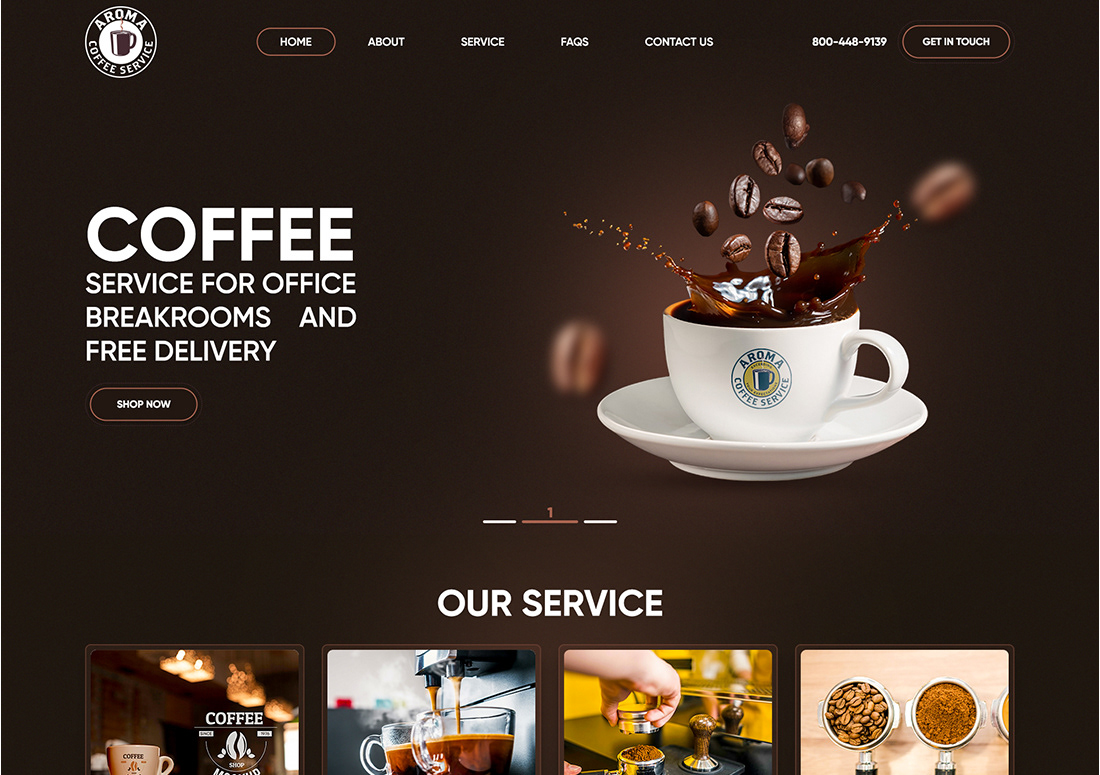 AROMA
COFFEE SERVICE
HOME
ABOUT
SERVICE
FAQS
CONTACT US
800-448-9139
GET IN TOUCH
COFFEE
SERVICE FOR OFFICE
BREAKROOMS AND
FREE DELIVERY
SHOP NOW
AROMA
COFFEE SERVICE
1
OUR SERVICE
COFFEE
SINCE
SHOP
COFFEE